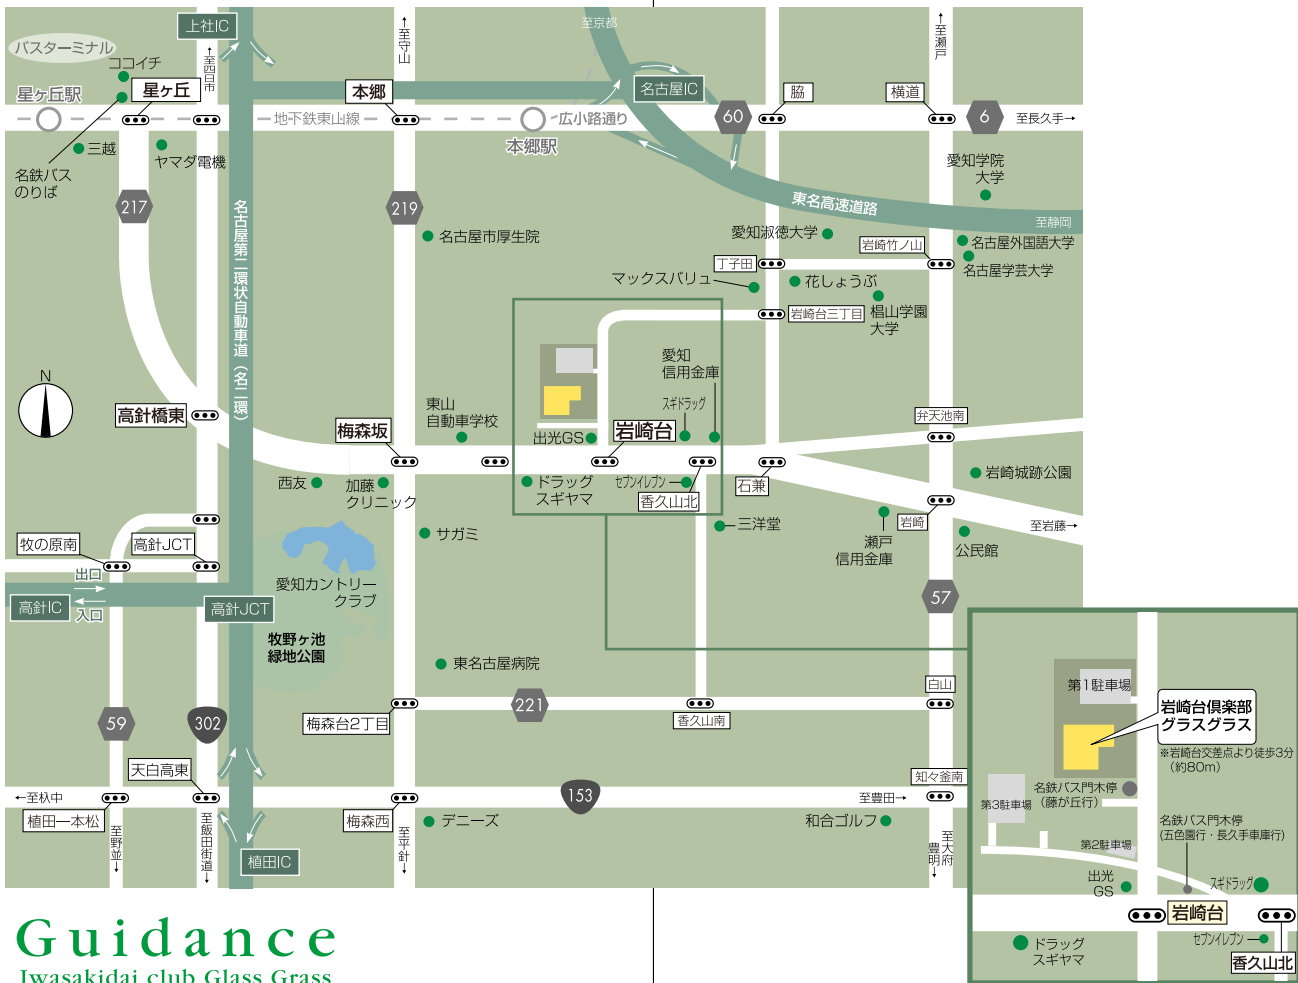 上社IC
バスターミナル
ココイチ
↑至四日市
↑至守山
至京都
↑至瀬戸
星ヶ丘駅
星ヶ丘
本郷
名古屋IC
脇
横道
地下鉄東山線
広小路通り
60
6
至長久手→
本郷駅
三越
ヤマダ電機
名鉄バス
のりば
愛知学院
大学
217
219
名古屋第二環状自動車道（名二環）
東名高速道路
至静岡
名古屋市厚生院
愛知淑徳大学
岩崎竹ノ山
名古屋外国語大学
名古屋学芸大学
丁子田
マックスバリュ
花しょうぶ
岩崎台三丁目
椙山学園
大学
N
愛知
信用金庫
スギドラッグ
東山
自動車学校
高針橋東
梅森坂
出光GS
岩崎台
弁天池南
西友
加藤
クリニック
ドラッグ
スギヤマ
セブンイレブン
香久山北
石兼
岩崎城跡公園
岩崎
至岩藤→
三洋堂
瀬戸
信用金庫
公民館
サガミ
牧の原南
高針JCT
出口
入口
高針IC
高針JCT
愛知カントリー
クラブ
牧野ヶ池
緑地公園
57
東名古屋病院
白山
59
302
221
梅森台2丁目
香久山南
天白高東
知々釜南
←至杁中
153
至豊田→
植田一本松
梅森西
デニーズ
和合ゴルフ
至野並→
至飯田街道→
植田IC
至平針→
至大府
豊明→
第1駐車場
岩崎台倶楽部
グラスグラス
※岩崎台交差点より徒歩3分
（約80m）
名鉄バス門木停
（藤が丘行）
第3駐車場
名鉄バス門木停
（五色園行・長久手車庫行）
第2駐車場
出光
GS
スギドラッグ
岩崎台
セブンイレブン
ドラッグ
スギヤマ
香久山北
Guidance
Iwasakidai club Glass Grass